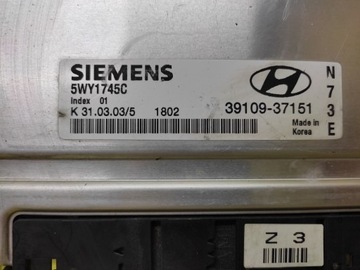 SIEMENS
5WY1745C
Index 01
K 31.03.03/5 1802
39109-37151
Made in
Korea
N
7
3
E
Z 3